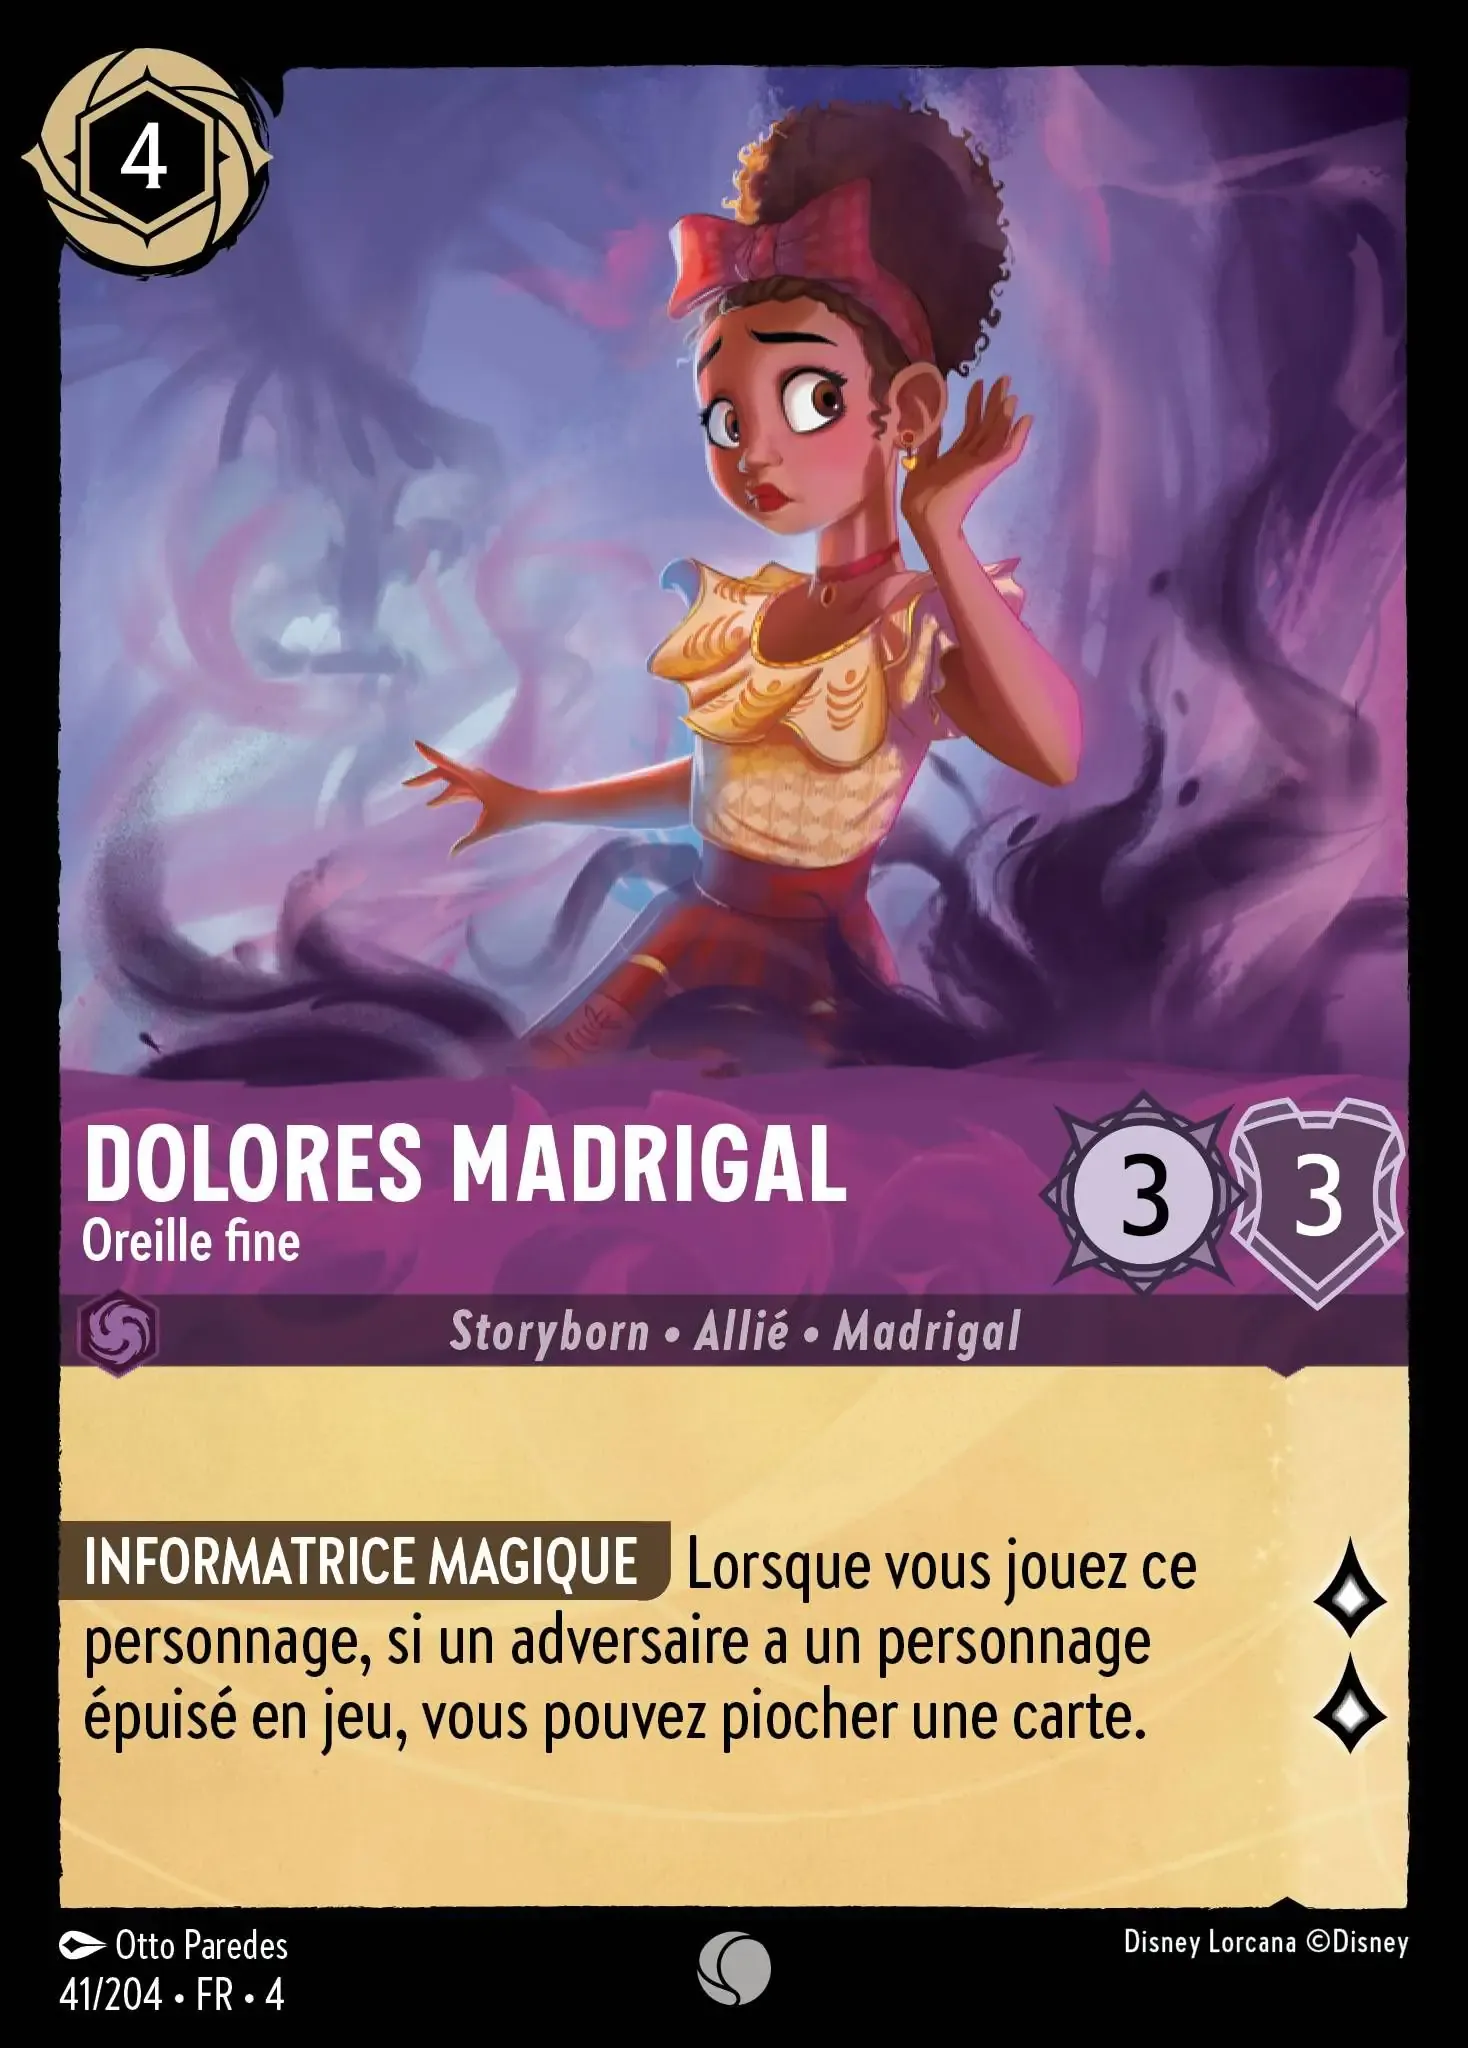 4
DOLORES MADRIGAL
Oreille fine
3
3
Storyborn • Allié • Madrigal
INFORMATRICE MAGIQUE Lorsque vous jouez ce
personnage, si un adversaire a un personnage
épuisé en jeu, vous pouvez piocher une carte.
Otto Paredes
41/204 • FR • 4
Disney Lorcana ©Disney